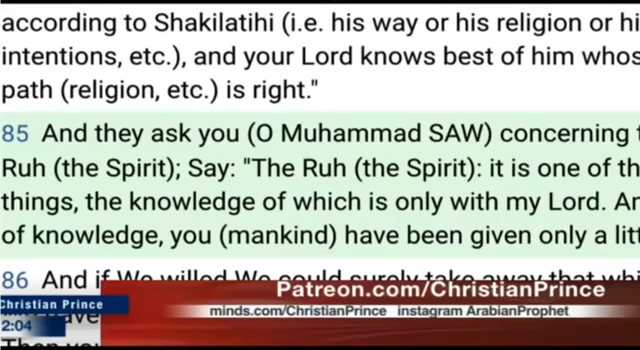 according to Shakilatihi (i.e. his way or his religion or hi
intentions, etc.), and your Lord knows best of him whos
path (religion, etc.) is right."
85 And they ask you (O Muhammad SAW) concerning t
Ruh (the Spirit); Say: "The Ruh (the Spirit): it is one of th
things, the knowledge of which is only with my Lord. An
of knowledge, you (mankind) have been given only a litt
86 And if We willed We could surely take away that whi
Patreon.com/ChristianPrince
Christian Prince
minds.com/ChristianPrince instagram ArabianProphet
2:04